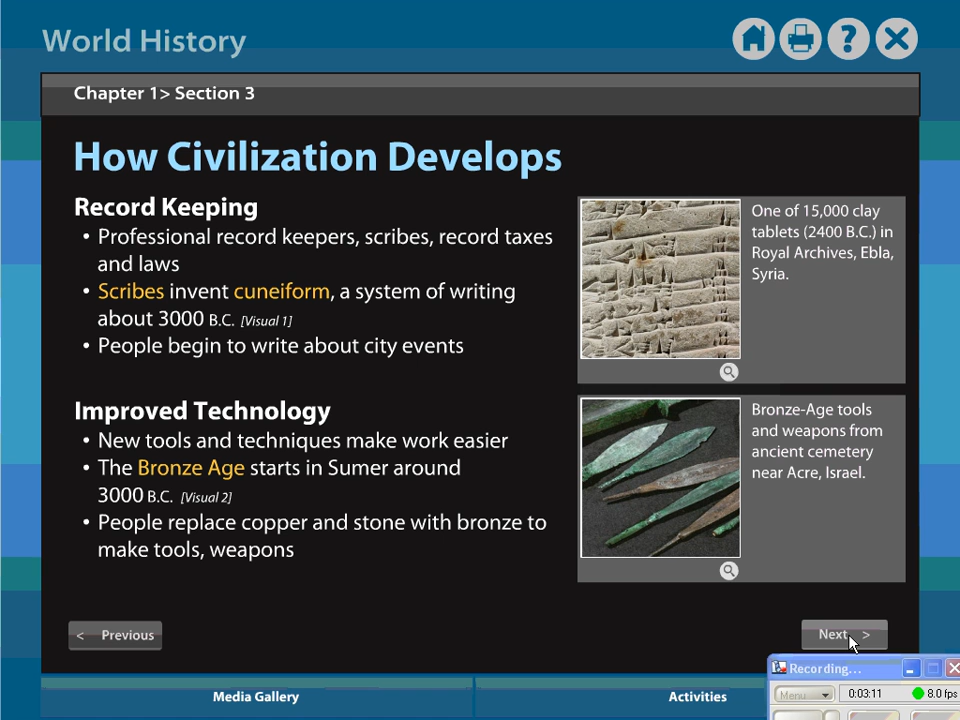 World History
?
Chapter 1> Section 3
How Civilization Develops
Record Keeping
• Professional record keepers, scribes, record taxes
and laws
• Scribes invent cuneiform, a system of writing
about 3000 B.C. [Visual 1]
• People begin to write about city events
One of 15,000 clay
tablets (2400 B.C.) in
Royal Archives, Ebla,
Syria.
Improved Technology
• New tools and techniques make work easier
• The Bronze Age starts in Sumer around
3000 B.C. [Visual 2]
• People replace copper and stone with bronze to
make tools, weapons
Bronze-Age tools
and weapons from
ancient cemetery
near Acre, Israel.
< Previous
Next >
Recording...
Menu
0:03:11
8.0 fps
Media Gallery
Activities